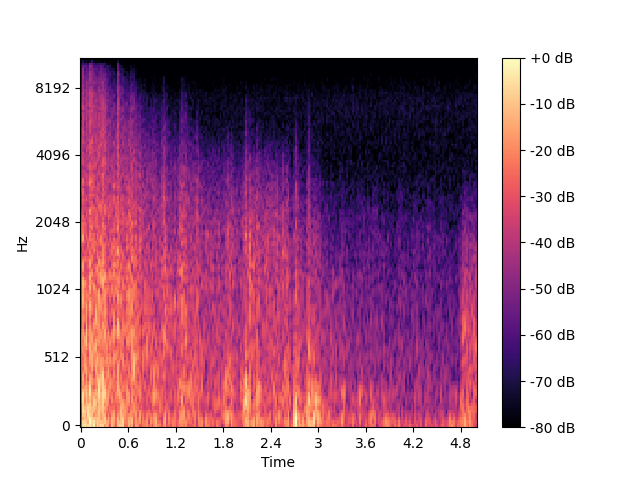 +0 dB
8192
-10 dB
4096
-20 dB
-30 dB
2048
Hz
-40 dB
1024
-50 dB
-60 dB
512
-70 dB
0
-80 dB
0 0.6 1.2 1.8 2.4 3 3.6 4.2 4.8
Time